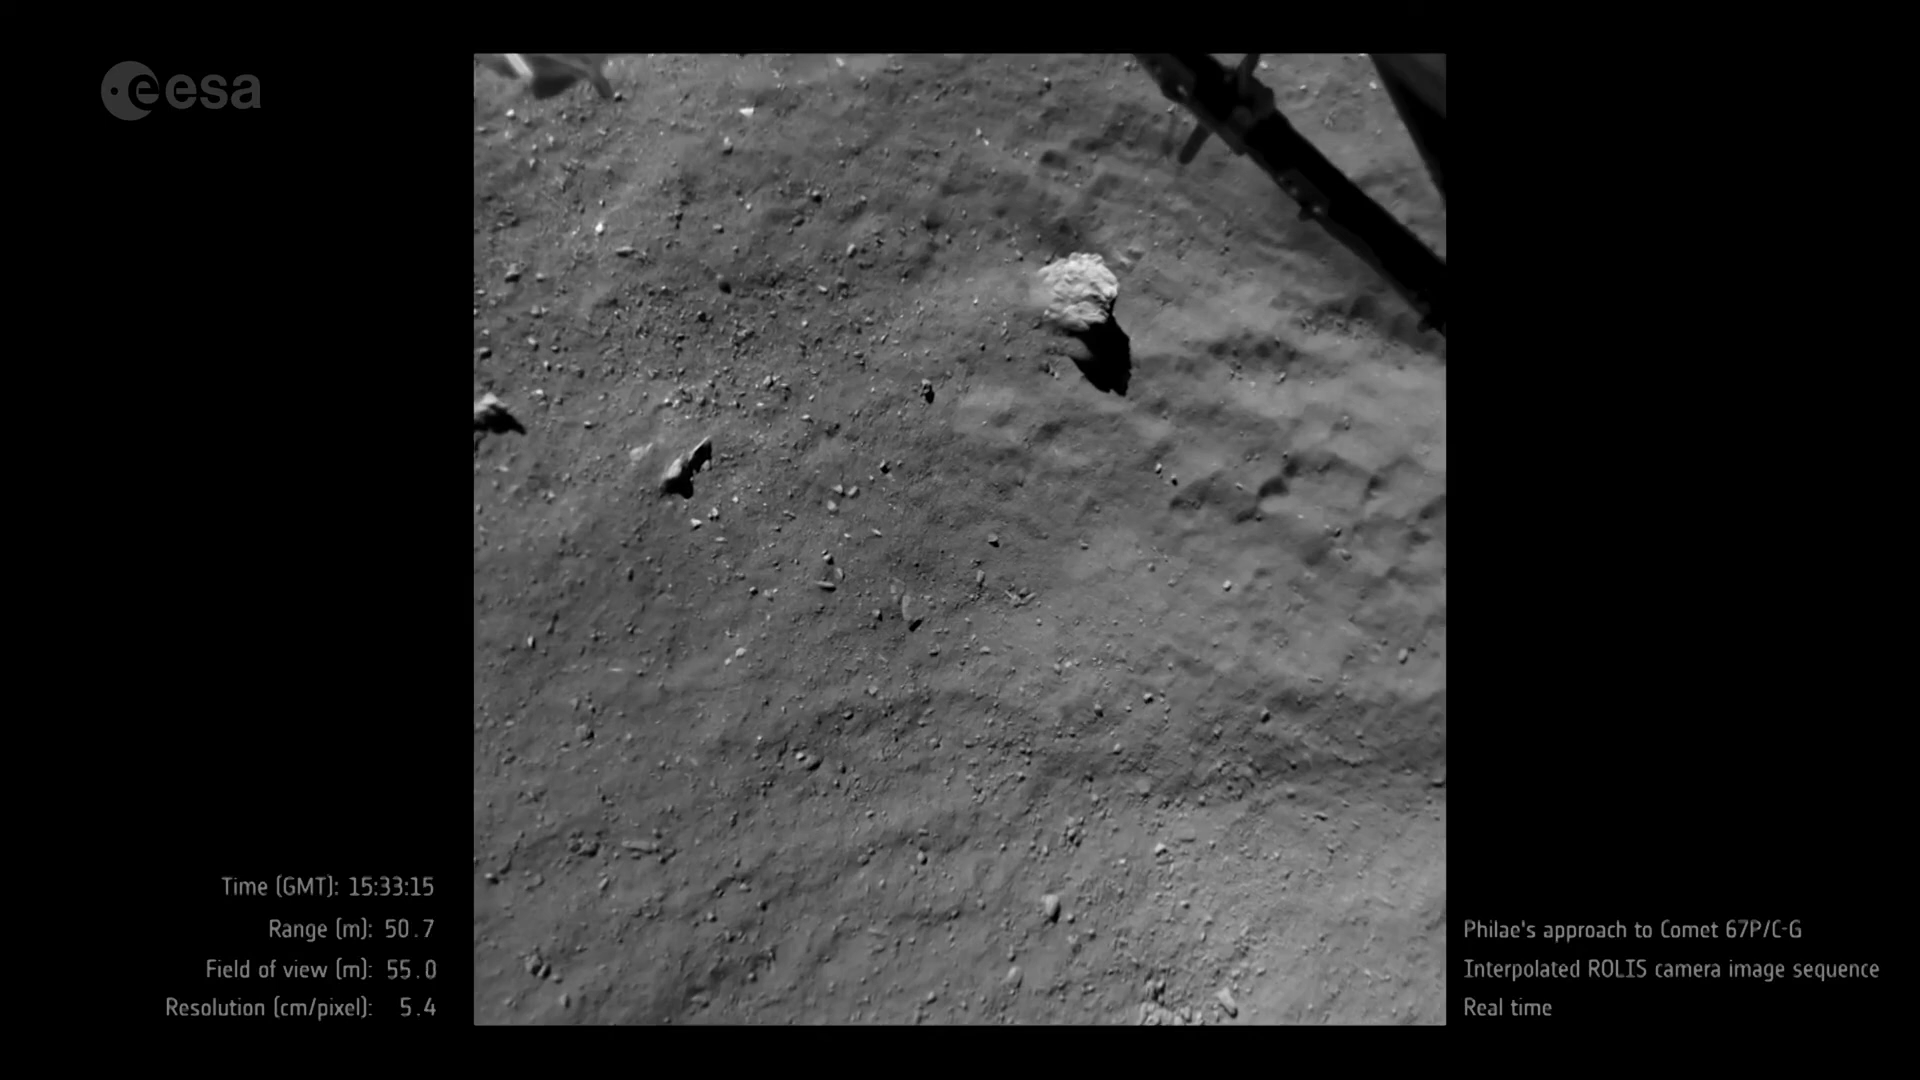 esa
Time (GMT): 15:33:15
Range (m): 50.7
Field of view (m): 55.0
Resolution (cm/pixel): 5.4
Philae's approach to Comet 67P/C-G
Interpolated ROLIS camera image sequence
Real time